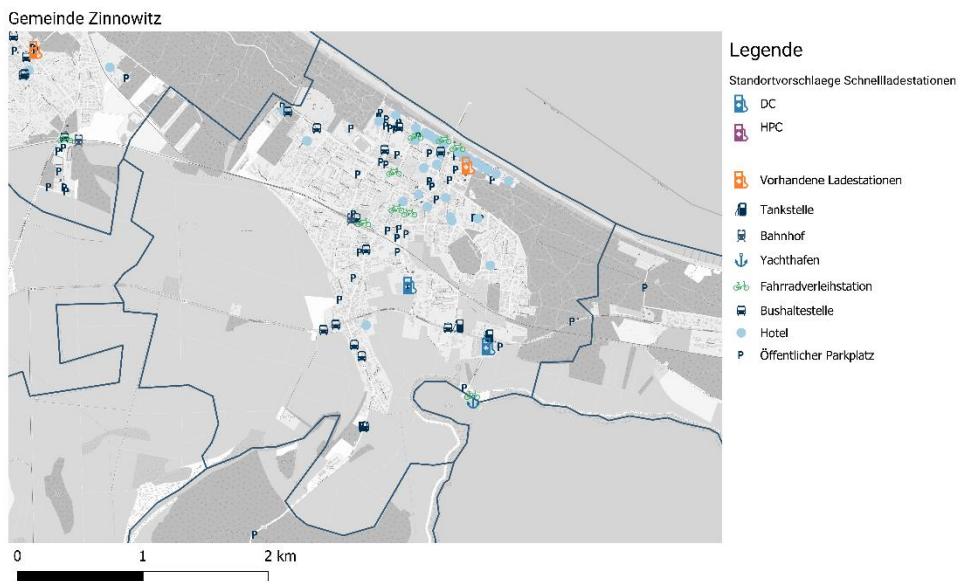 Gemeinde Zinnowitz
Legende
Standortvorschlaege Schnellladestationen
DC
HPC
Vorhandene Ladestationen
Tankstelle
Bahnhof
Yachthafen
Fahrradverleihstation
Bushaltestelle
Hotel
P Öffentlicher Parkplatz
0 1 2 km